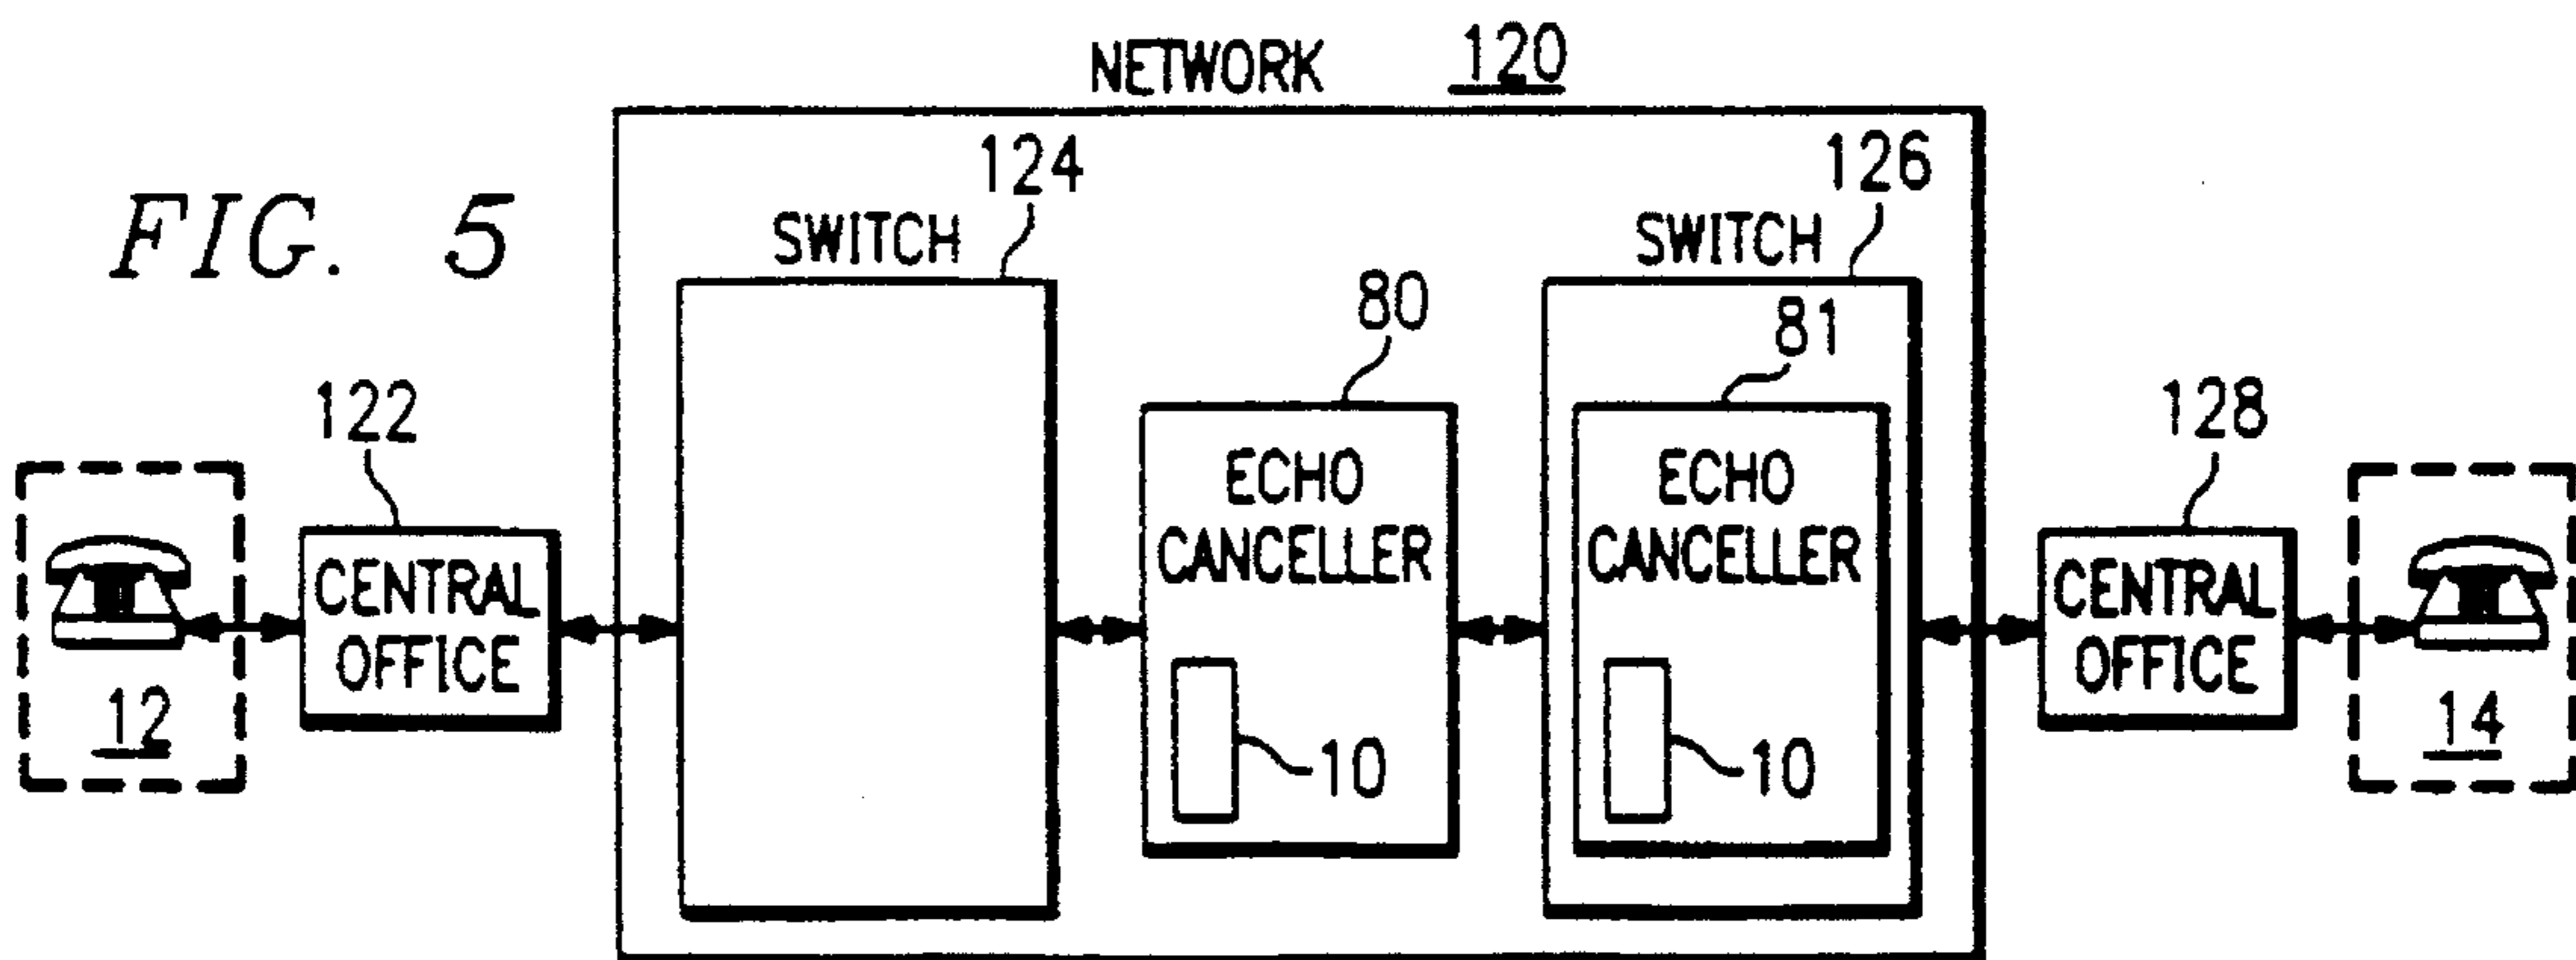 NETWORK 120
FIG. 5
124
SWITCH
126
SWITCH
80
81
122
128
ECHO
CANCELLER
ECHO
CANCELLER
CENTRAL
OFFICE
CENTRAL
OFFICE
12
14
10
10